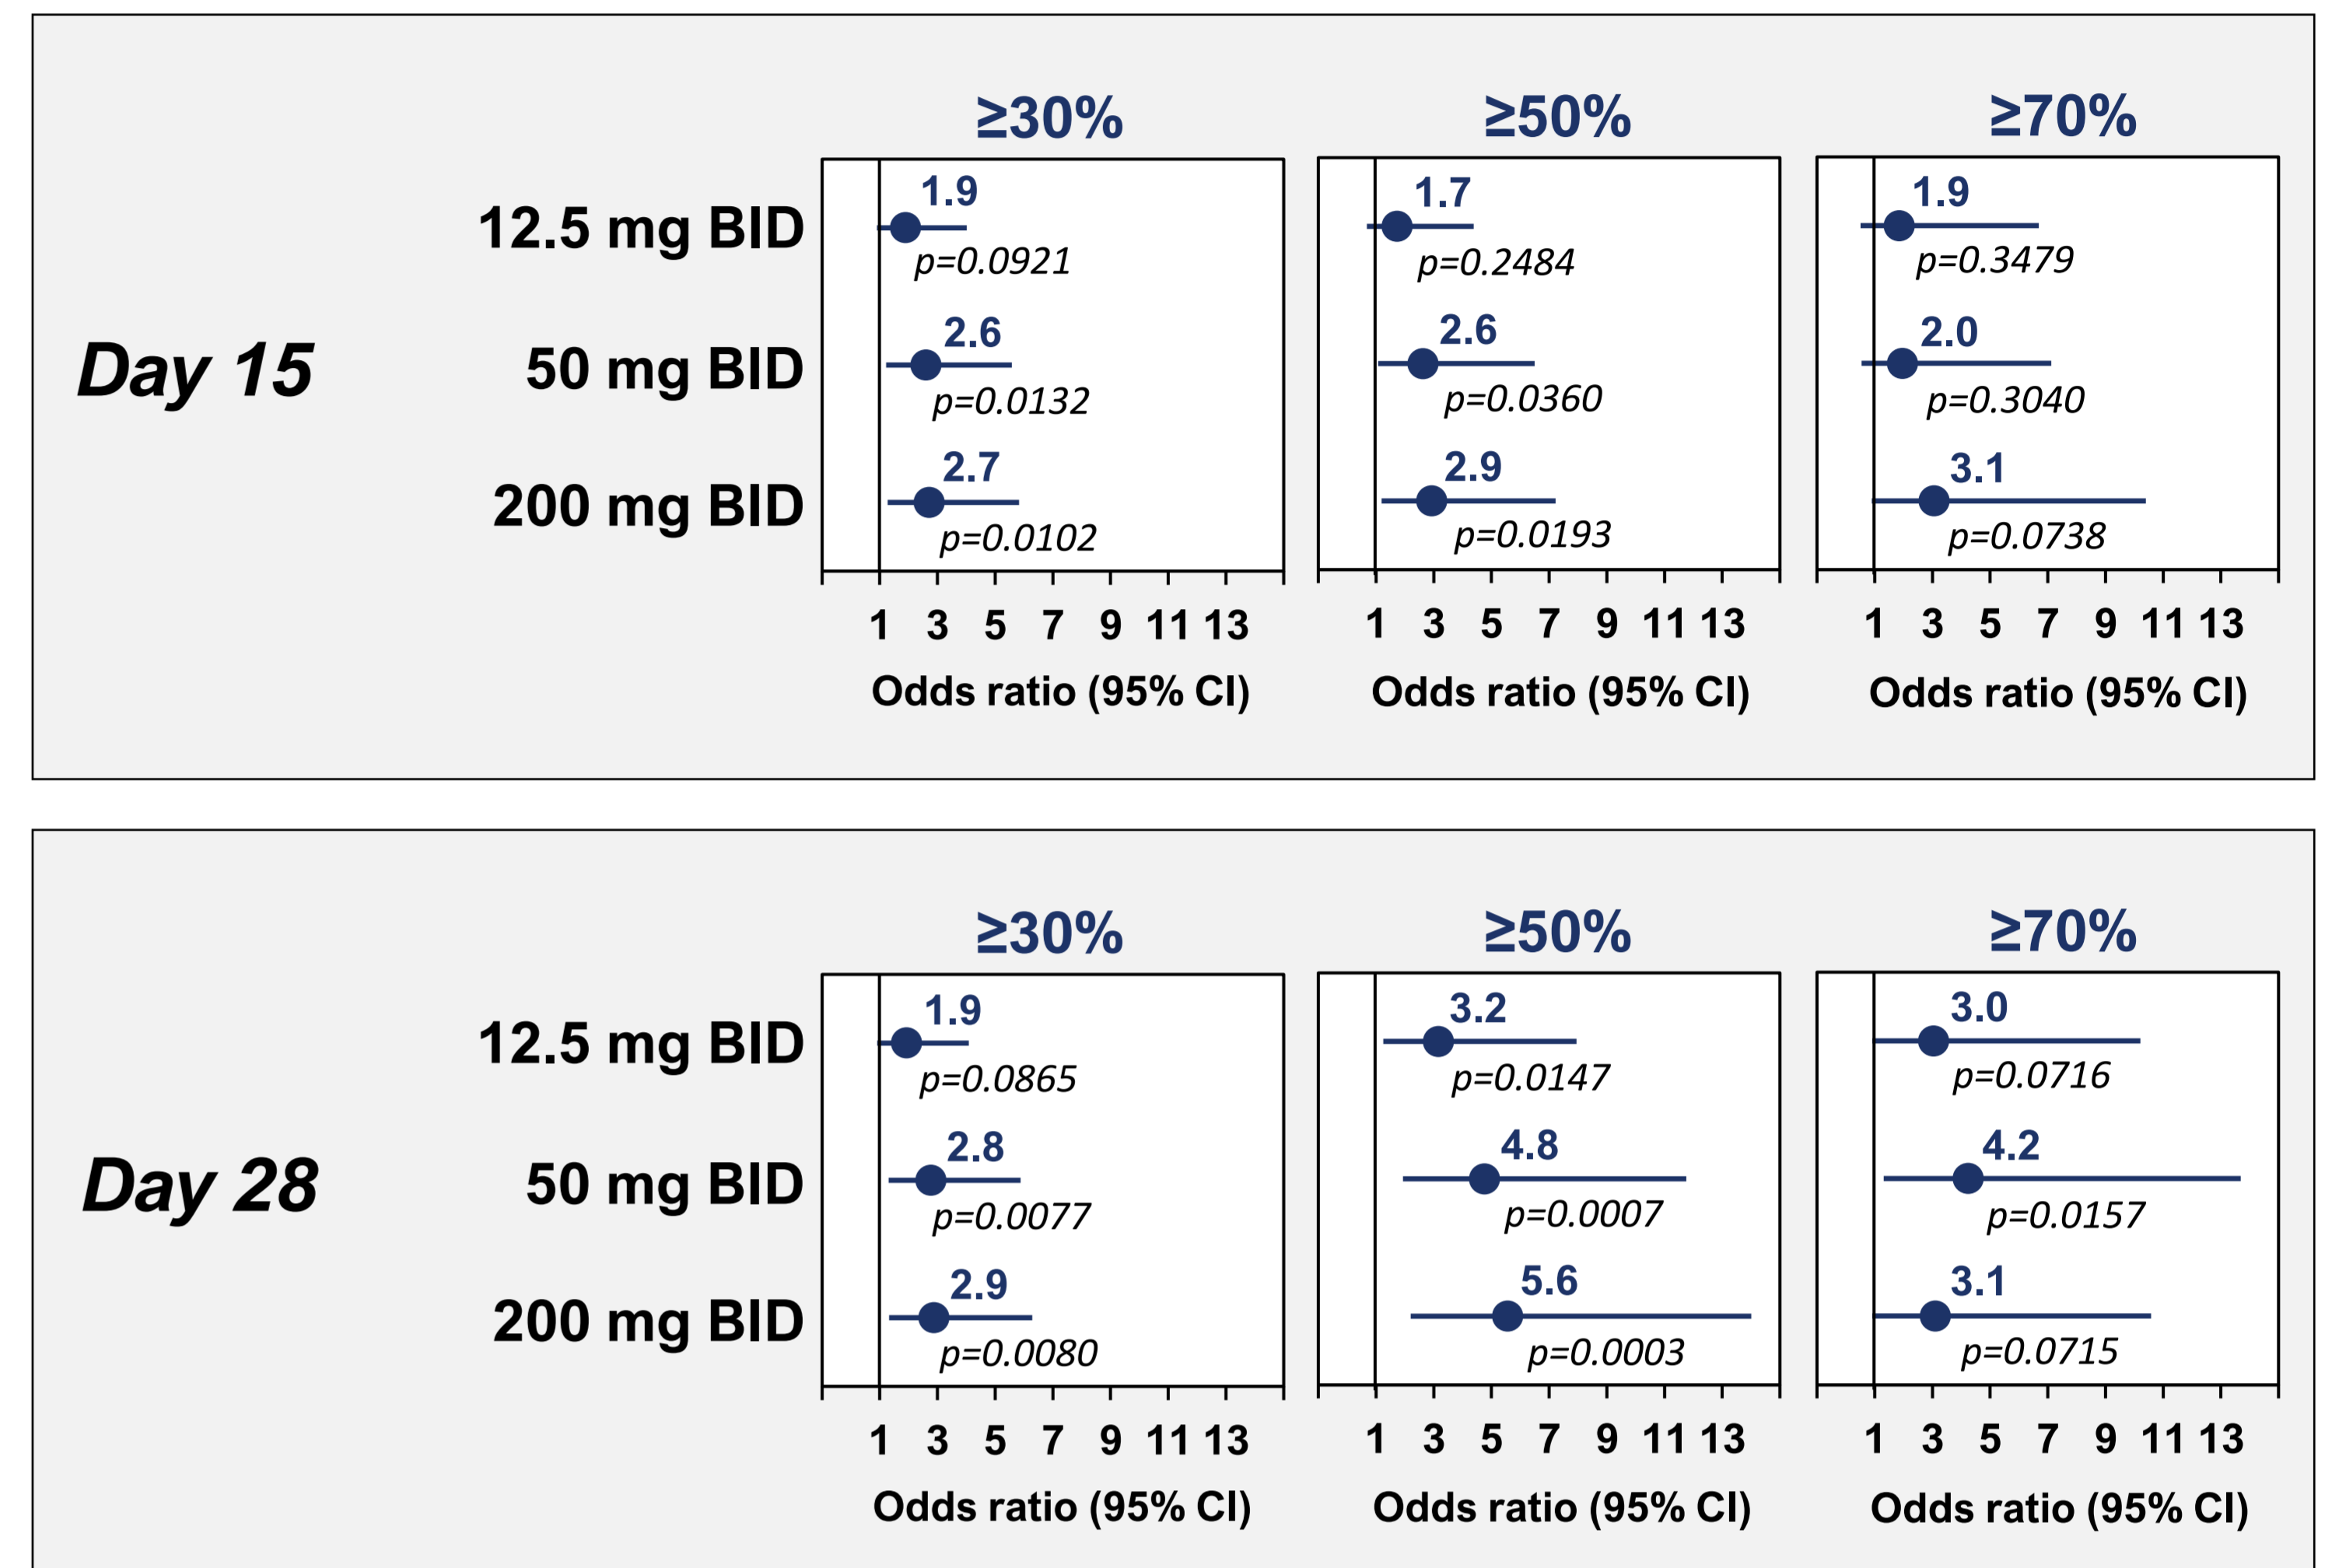 ≥30% ≥50% ≥70%
12.5 mg BID 1.9 1.7 1.9
p=0.0921 p=0.2484 p=0.3479
Day 15 50 mg BID 2.6 2.6 2.0
p=0.0132 p=0.0360 p=0.3040
200 mg BID 2.7 2.9 3.1
p=0.0102 p=0.0193 p=0.0738
1 3 5 7 9 11 13 1 3 5 7 9 11 13 1 3 5 7 9 11 13
Odds ratio (95% CI) Odds ratio (95% CI) Odds ratio (95% CI)
≥30% ≥50% ≥70%
12.5 mg BID 1.9 3.2 3.0
p=0.0865 p=0.0147 p=0.0716
Day 28 50 mg BID 2.8 4.8 4.2
p=0.0077 p=0.0007 p=0.0157
200 mg BID 2.9 5.6 3.1
p=0.0080 p=0.0003 p=0.0715
1 3 5 7 9 11 13 1 3 5 7 9 11 13 1 3 5 7 9 11 13
Odds ratio (95% CI) Odds ratio (95% CI) Odds ratio (95% CI)